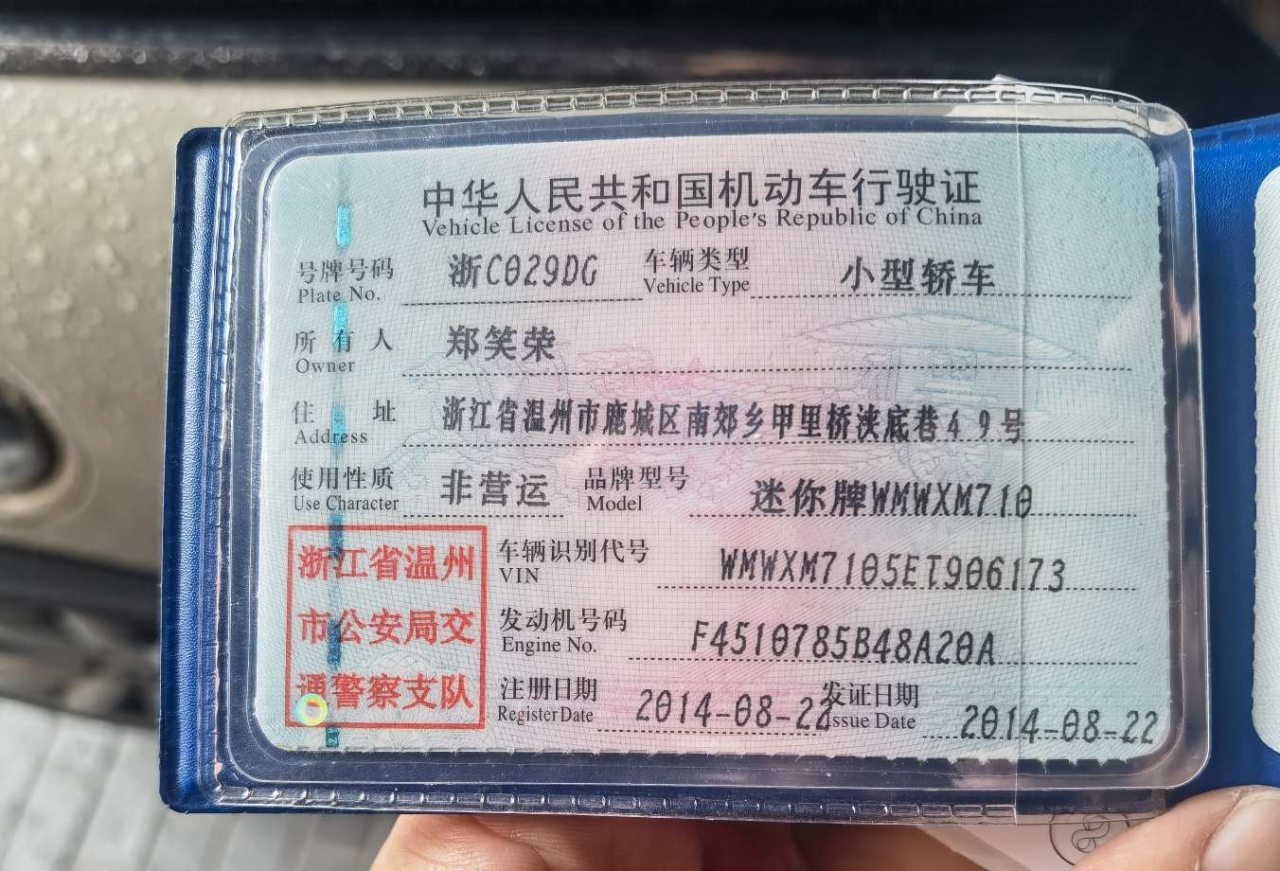 中华人民共和国机动车行驶证
Vehicle License of the People's Republic of China
号牌号码 浙C029DG 车辆类型 小型轿车
Plate No. Vehicle Type
所有人 郑笑荣
Owner
住址 浙江省温州市鹿城区南郊乡甲里桥浃底巷49号
Address
使用性质 非营运 品牌型号 迷你牌WMWXM710
Use Character Model
浙江省温州
市公安局交
通警察支队
车辆识别代号 WMWXM7105ET906173
VIN
发动机号码 F4510785B48A20A
Engine No.
注册日期 2014-08-22 发证日期 2014-08-22
Register Date Issue Date